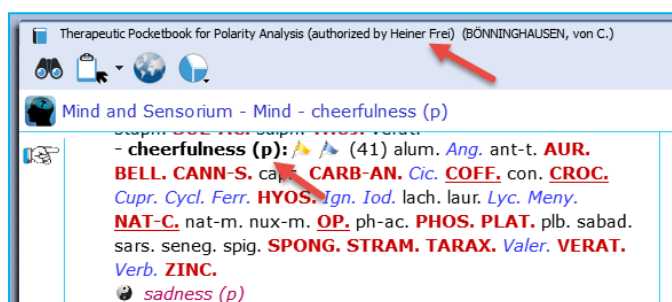 Therapeutic Pocketbook for Polarity Analysis (authorized by Heiner Frei) (BÖNNINGHAUSEN, von C.)
Mind and Sensorium - Mind - cheerfulness (p)
- cheerfulness (p): (41) alum. Ang. ant-t. AUR.
BELL. CANN-S. caps. CARB-AN. Cic. COFF. con. CROC.
Cupr. Cycl. Ferr. HYOS. Ign. Iod. lach. laur. Lyc. Meny.
NAT-C. nat-m. nux-m. OP. ph-ac. PHOS. PLAT. plb. sabad.
sars. seneg. spig. SPONG. STRAM. TARAX. Valer. VERAT.
Verb. ZINC.
sadness (p)